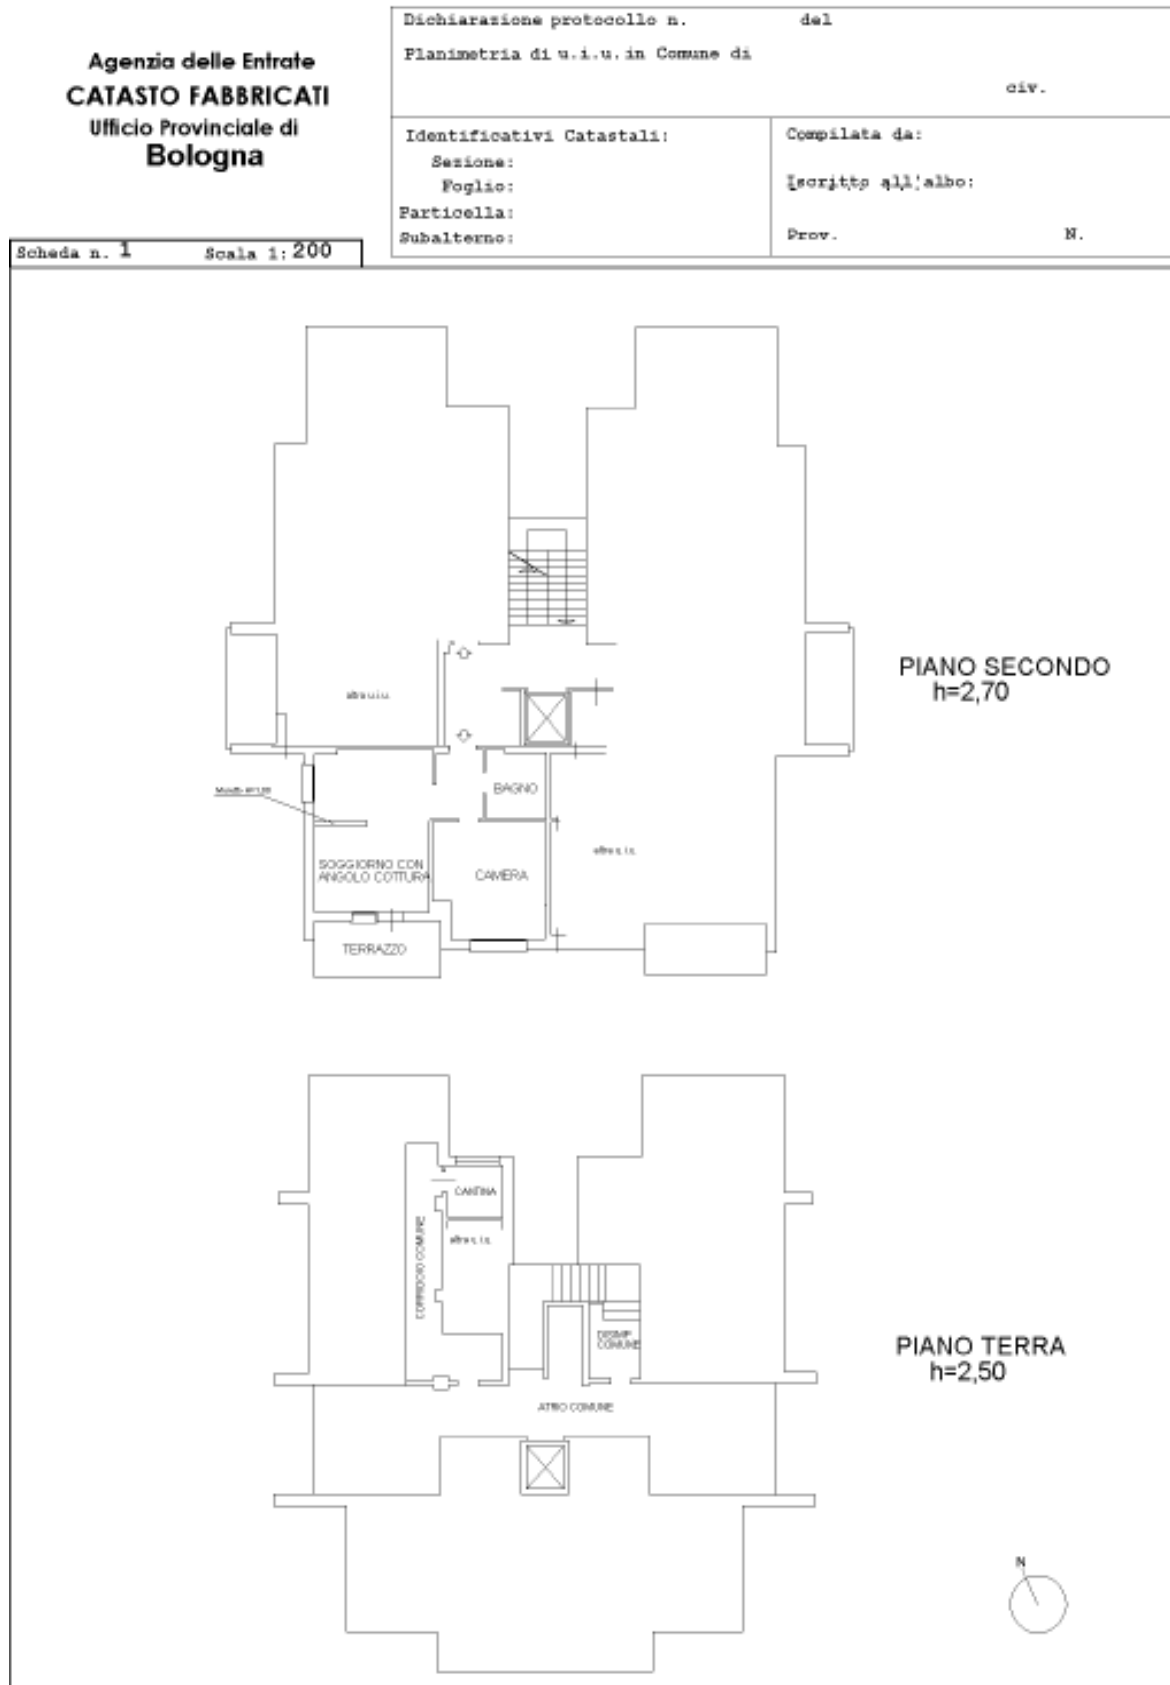 Agenzia delle Entrate
CATASTO FABBRICATI
Ufficio Provinciale di
Bologna
Dichiarazione protocollo n. del
Planimetria di u.i.u. in Comune di
civ.
Identificativi Catastali:
Sezione:
Foglio:
Particella:
Subalterno:
Compilata da:
Iscritto all'albo:
Prov. N.
Scheda n. 1 Scala 1:200
PIANO SECONDO
h=2,70
altra u.i.u.
BAGNO
altra u.i.u.
SOGGIORNO CON
ANGOLO COTTURA
CAMERA
TERRAZZO
CANTINA
altra u.i.u.
CORRIDOIO COMUNE
DISIMP.
COMUNE
PIANO TERRA
h=2,50
ATRIO COMUNE
N